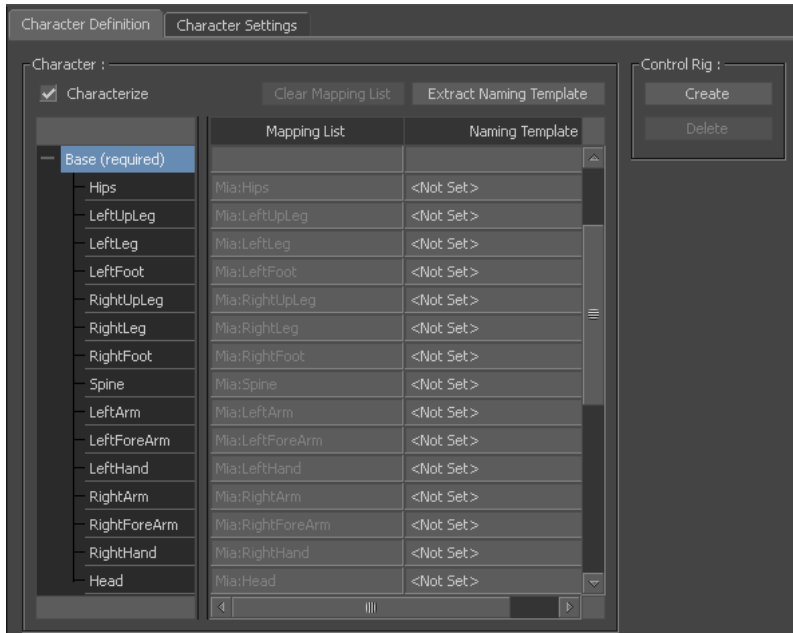 Character Definition Character Settings
Character : Control Rig :
Characterize Clear Mapping List Extract Naming Template Create
Delete
Mapping List Naming Template
Base (required)
Hips Mia:Hips <Not Set>
LeftUpLeg Mia:LeftUpLeg <Not Set>
LeftLeg Mia:LeftLeg <Not Set>
LeftFoot Mia:LeftFoot <Not Set>
RightUpLeg Mia:RightUpLeg <Not Set>
RightLeg Mia:RightLeg <Not Set>
RightFoot Mia:RightFoot <Not Set>
Spine Mia:Spine <Not Set>
LeftArm Mia:LeftArm <Not Set>
LeftForeArm Mia:LeftForeArm <Not Set>
LeftHand Mia:LeftHand <Not Set>
RightArm Mia:RightArm <Not Set>
RightForeArm Mia:RightForeArm <Not Set>
RightHand Mia:RightHand <Not Set>
Head Mia:Head <Not Set>